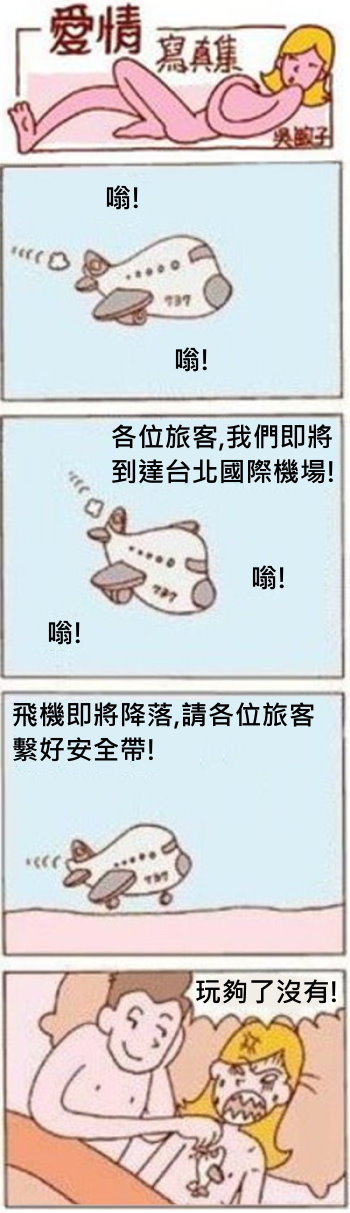 愛情
寫真集
吳敏子
嗡!
737
嗡!
各位旅客,我們即將
到達台北國際機場!
737
嗡!
嗡!
飛機即將降落,請各位旅客
繫好安全帶!
737
玩夠了沒有!